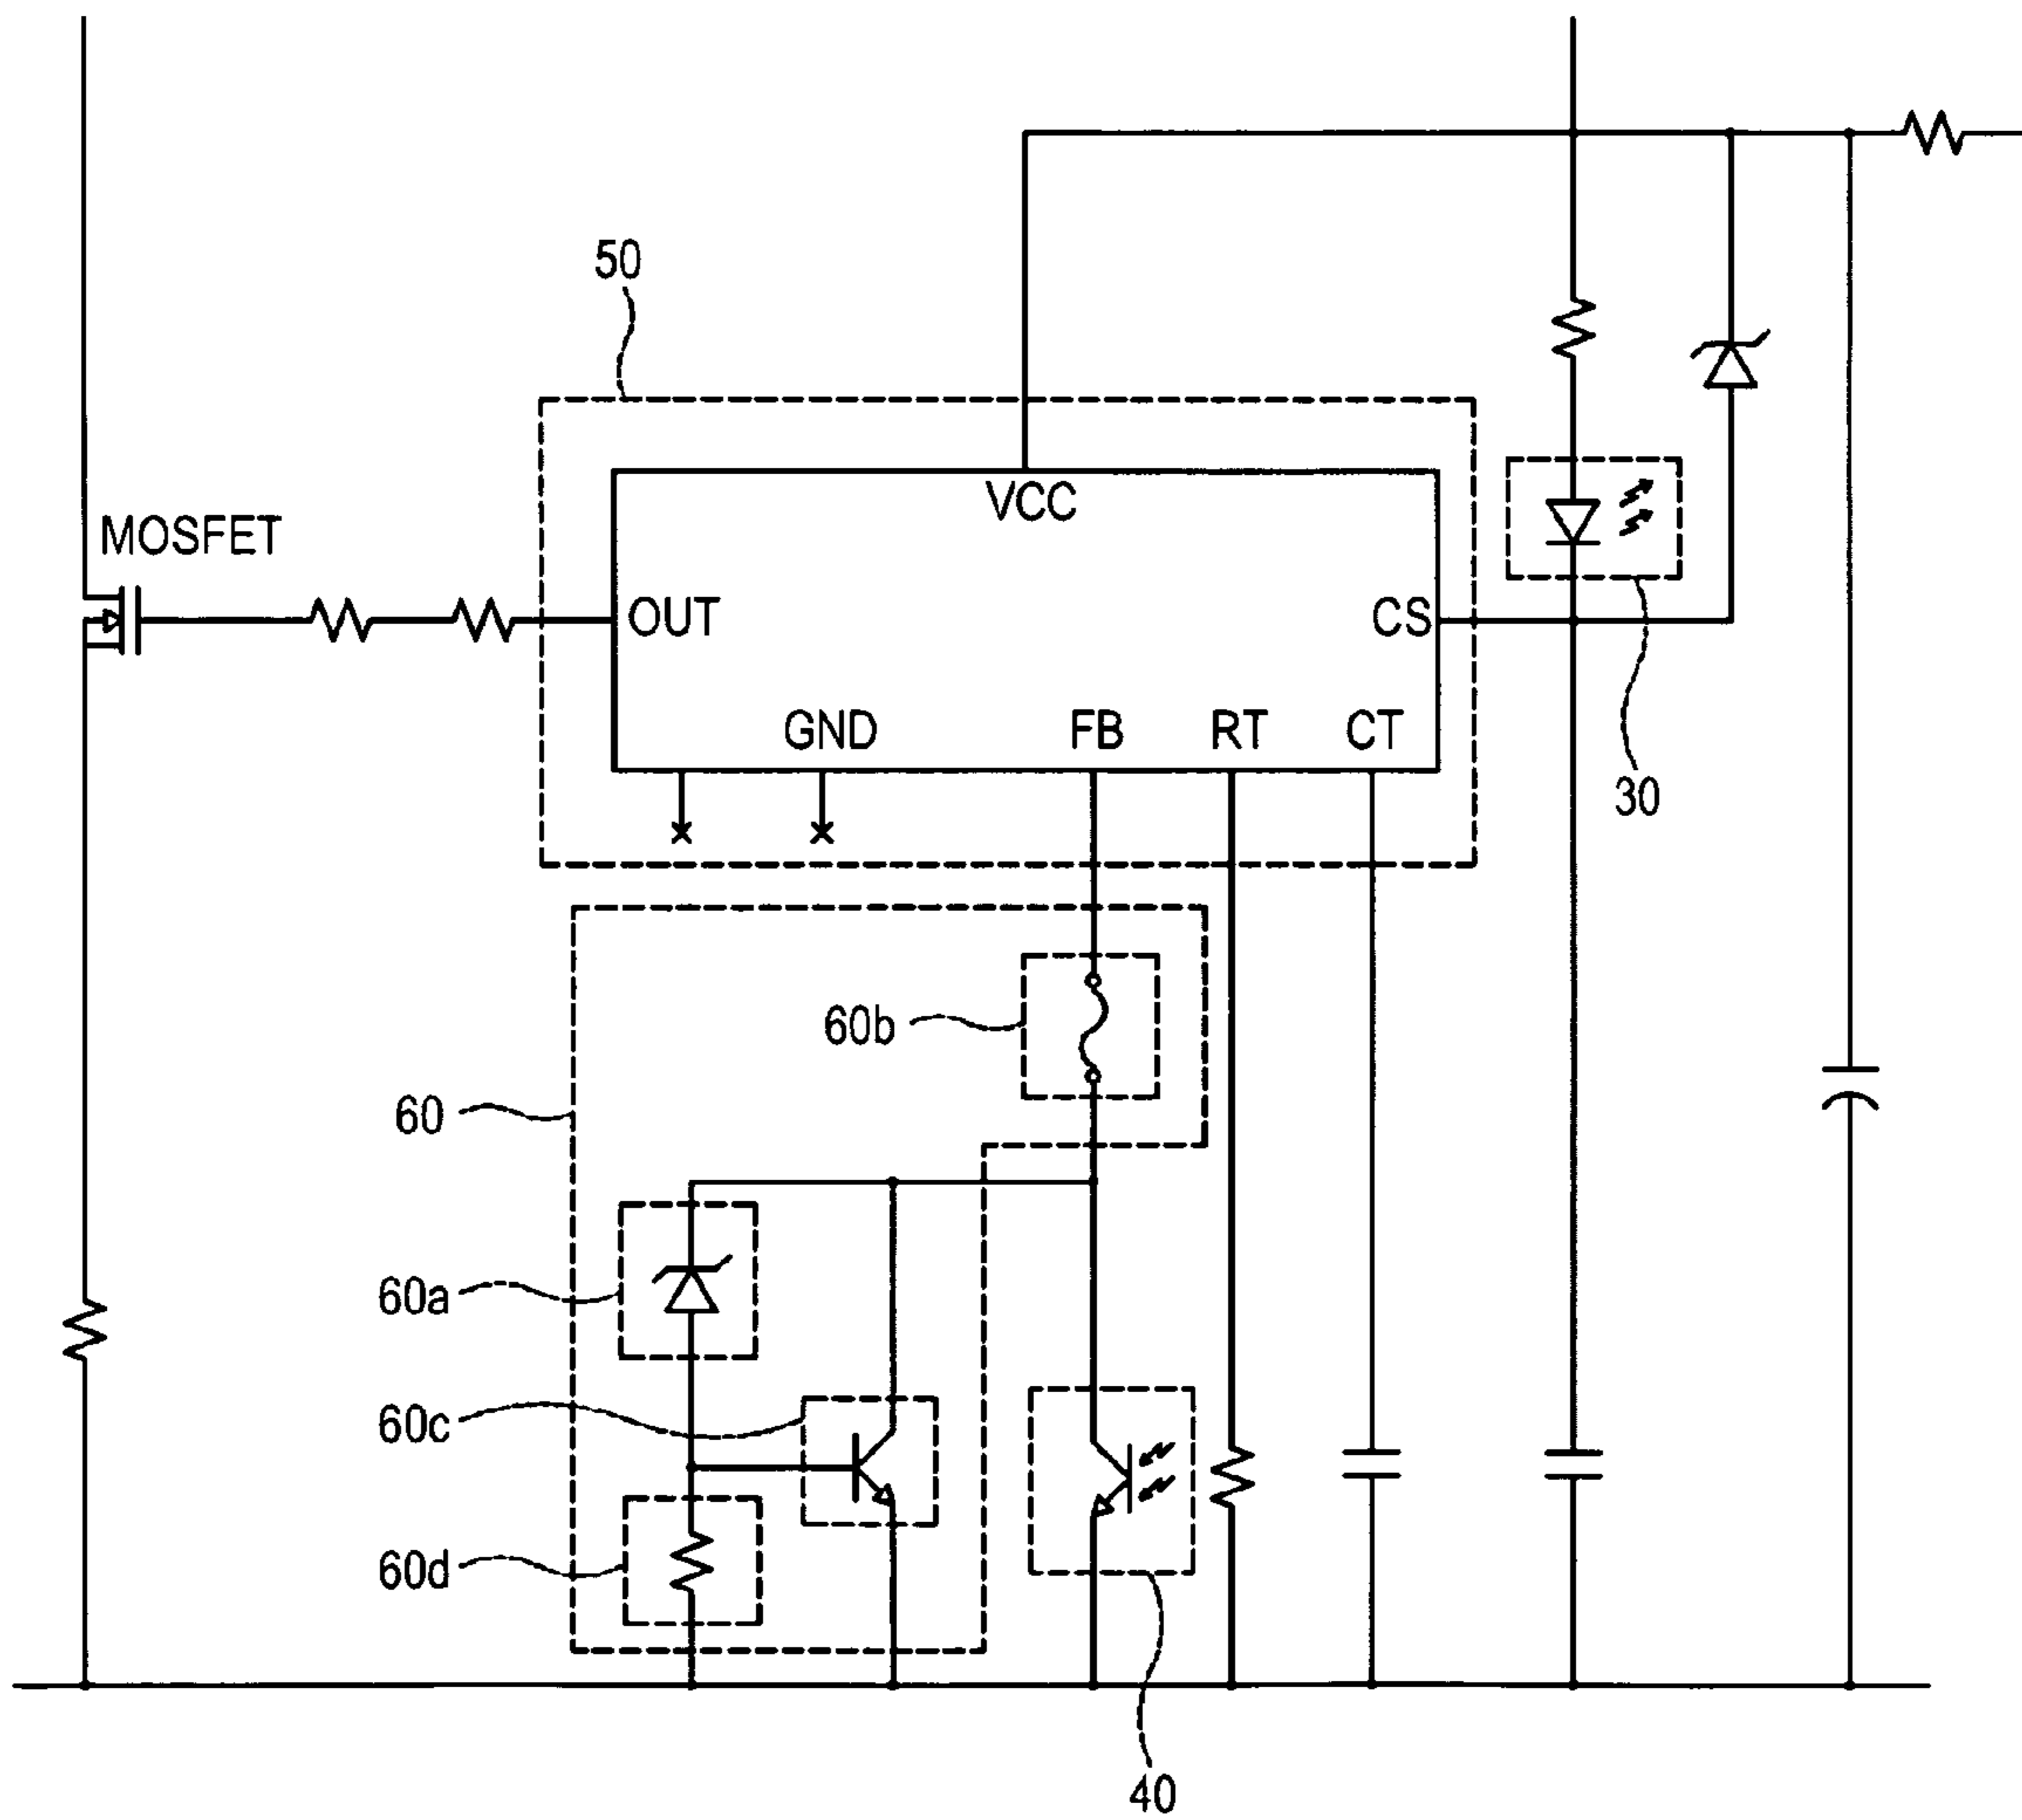 50
VCC
MOSFET
OUT
CS
GND
FB
RT
CT
30
60b
60
60a
60c
60d
40